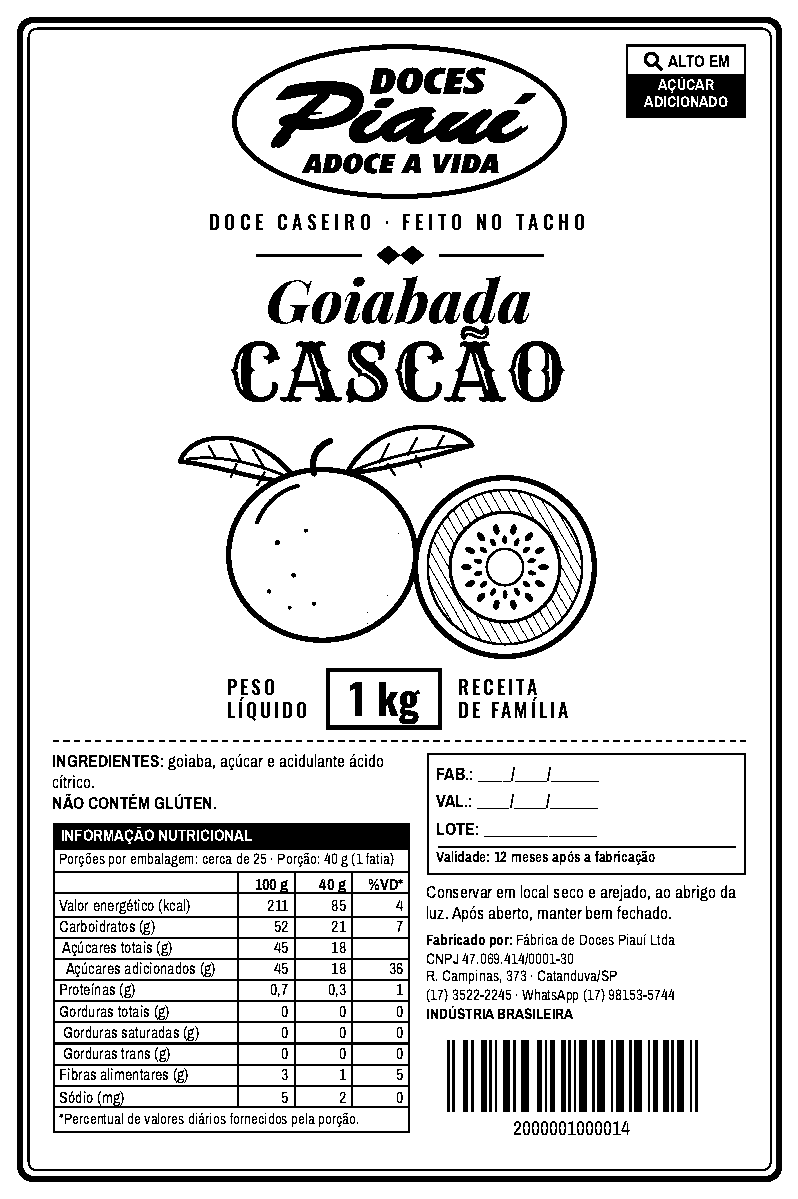 DOCES
Piauí
ADOCE A VIDA
ALTO EM
AÇÚCAR
ADICIONADO
DOCE CASEIRO · FEITO NO TACHO
Goiabada
CASCÃO
PESO
LÍQUIDO
1 kg
RECEITA
DE FAMÍLIA
INGREDIENTES: goiaba, açúcar e acidulante ácido
cítrico.
NÃO CONTÉM GLÚTEN.
INFORMAÇÃO NUTRICIONAL
Porções por embalagem: cerca de 25 · Porção: 40 g (1 fatia)
100 g 40 g %VD*
Valor energético (kcal) 211 85 4
Carboidratos (g) 52 21 7
Açúcares totais (g) 45 18
Açúcares adicionados (g) 45 18 36
Proteínas (g) 0,7 0,3 1
Gorduras totais (g) 0 0 0
Gorduras saturadas (g) 0 0 0
Gorduras trans (g) 0 0 0
Fibras alimentares (g) 3 1 5
Sódio (mg) 5 2 0
*Percentual de valores diários fornecidos pela porção.
FAB.: ____/____/______
VAL.: ____/____/______
LOTE: ______________
Validade: 12 meses após a fabricação
Conservar em local seco e arejado, ao abrigo da
luz. Após aberto, manter bem fechado.
Fabricado por: Fábrica de Doces Piauí Ltda
CNPJ 47.069.414/0001-30
R. Campinas, 373 · Catanduva/SP
(17) 3522-2245 · WhatsApp (17) 98153-5744
INDÚSTRIA BRASILEIRA
2000001000014